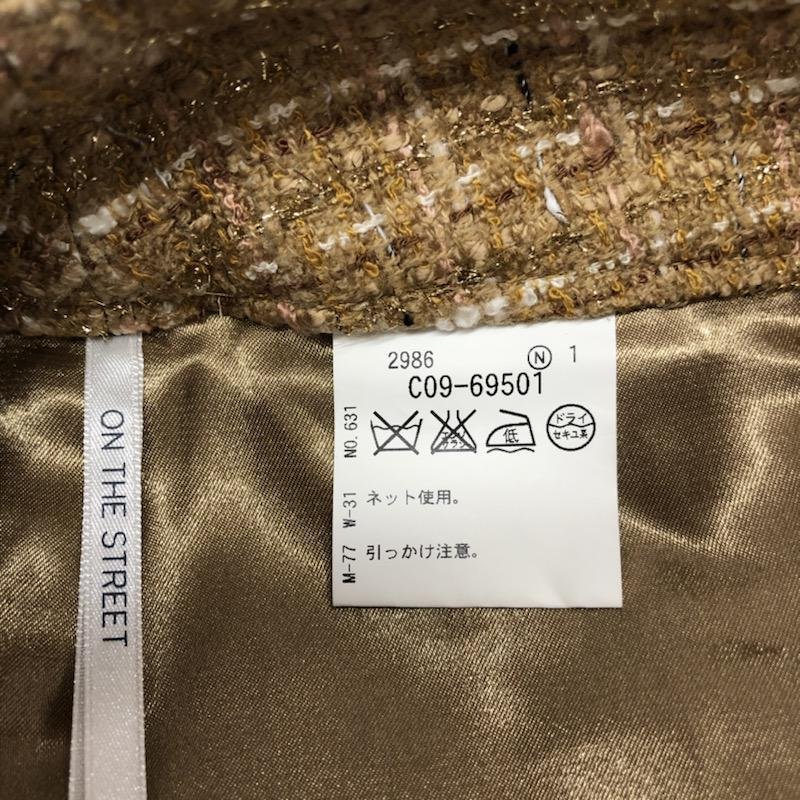 2986 Ⓝ 1
C09-69501
NO.631
低
ドライ
セキユ系
W-31
ネット使用。
M-77
引っかけ注意。
ON THE STREET